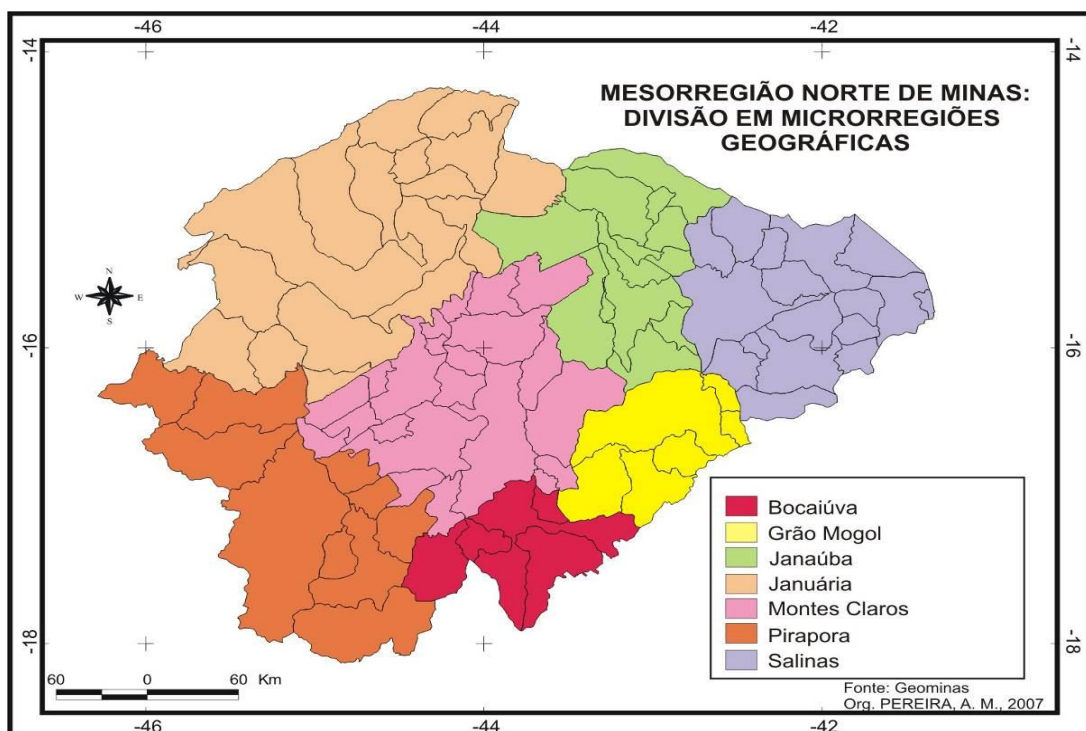 -46 -44 -42
-14 -14
MESORREGIÃO NORTE DE MINAS:
DIVISÃO EM MICRORREGIÕES
GEOGRÁFICAS
N
W E
S
-16 -16
Bocaiúva
Grão Mogol
Janaúba
Januária
Montes Claros
Pirapora
Salinas
-18 -18
60 0 60 Km
Fonte: Geominas
Org. PEREIRA, A. M., 2007
-46 -44 -42